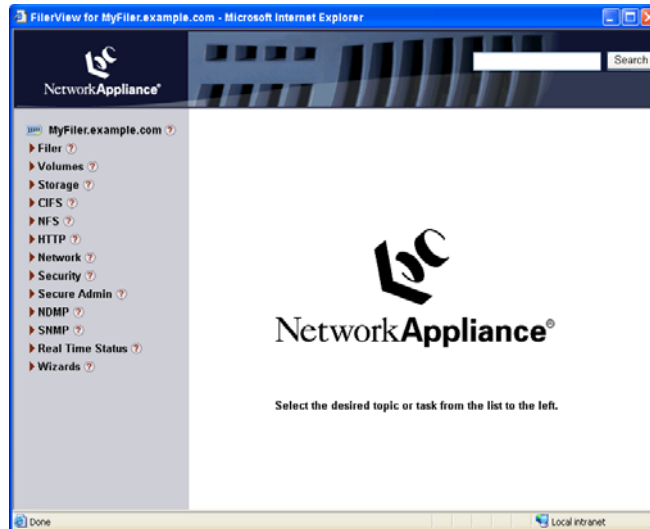 FilerView for MyFiler.example.com - Microsoft Internet Explorer
NetworkAppliance®
Search
MyFiler.example.com ?
Filer ?
Volumes ?
Storage ?
CIFS ?
NFS ?
HTTP ?
Network ?
Security ?
Secure Admin ?
NDMP ?
SNMP ?
Real Time Status ?
Wizards ?
NetworkAppliance®
Select the desired topic or task from the list to the left.
Done
Local intranet